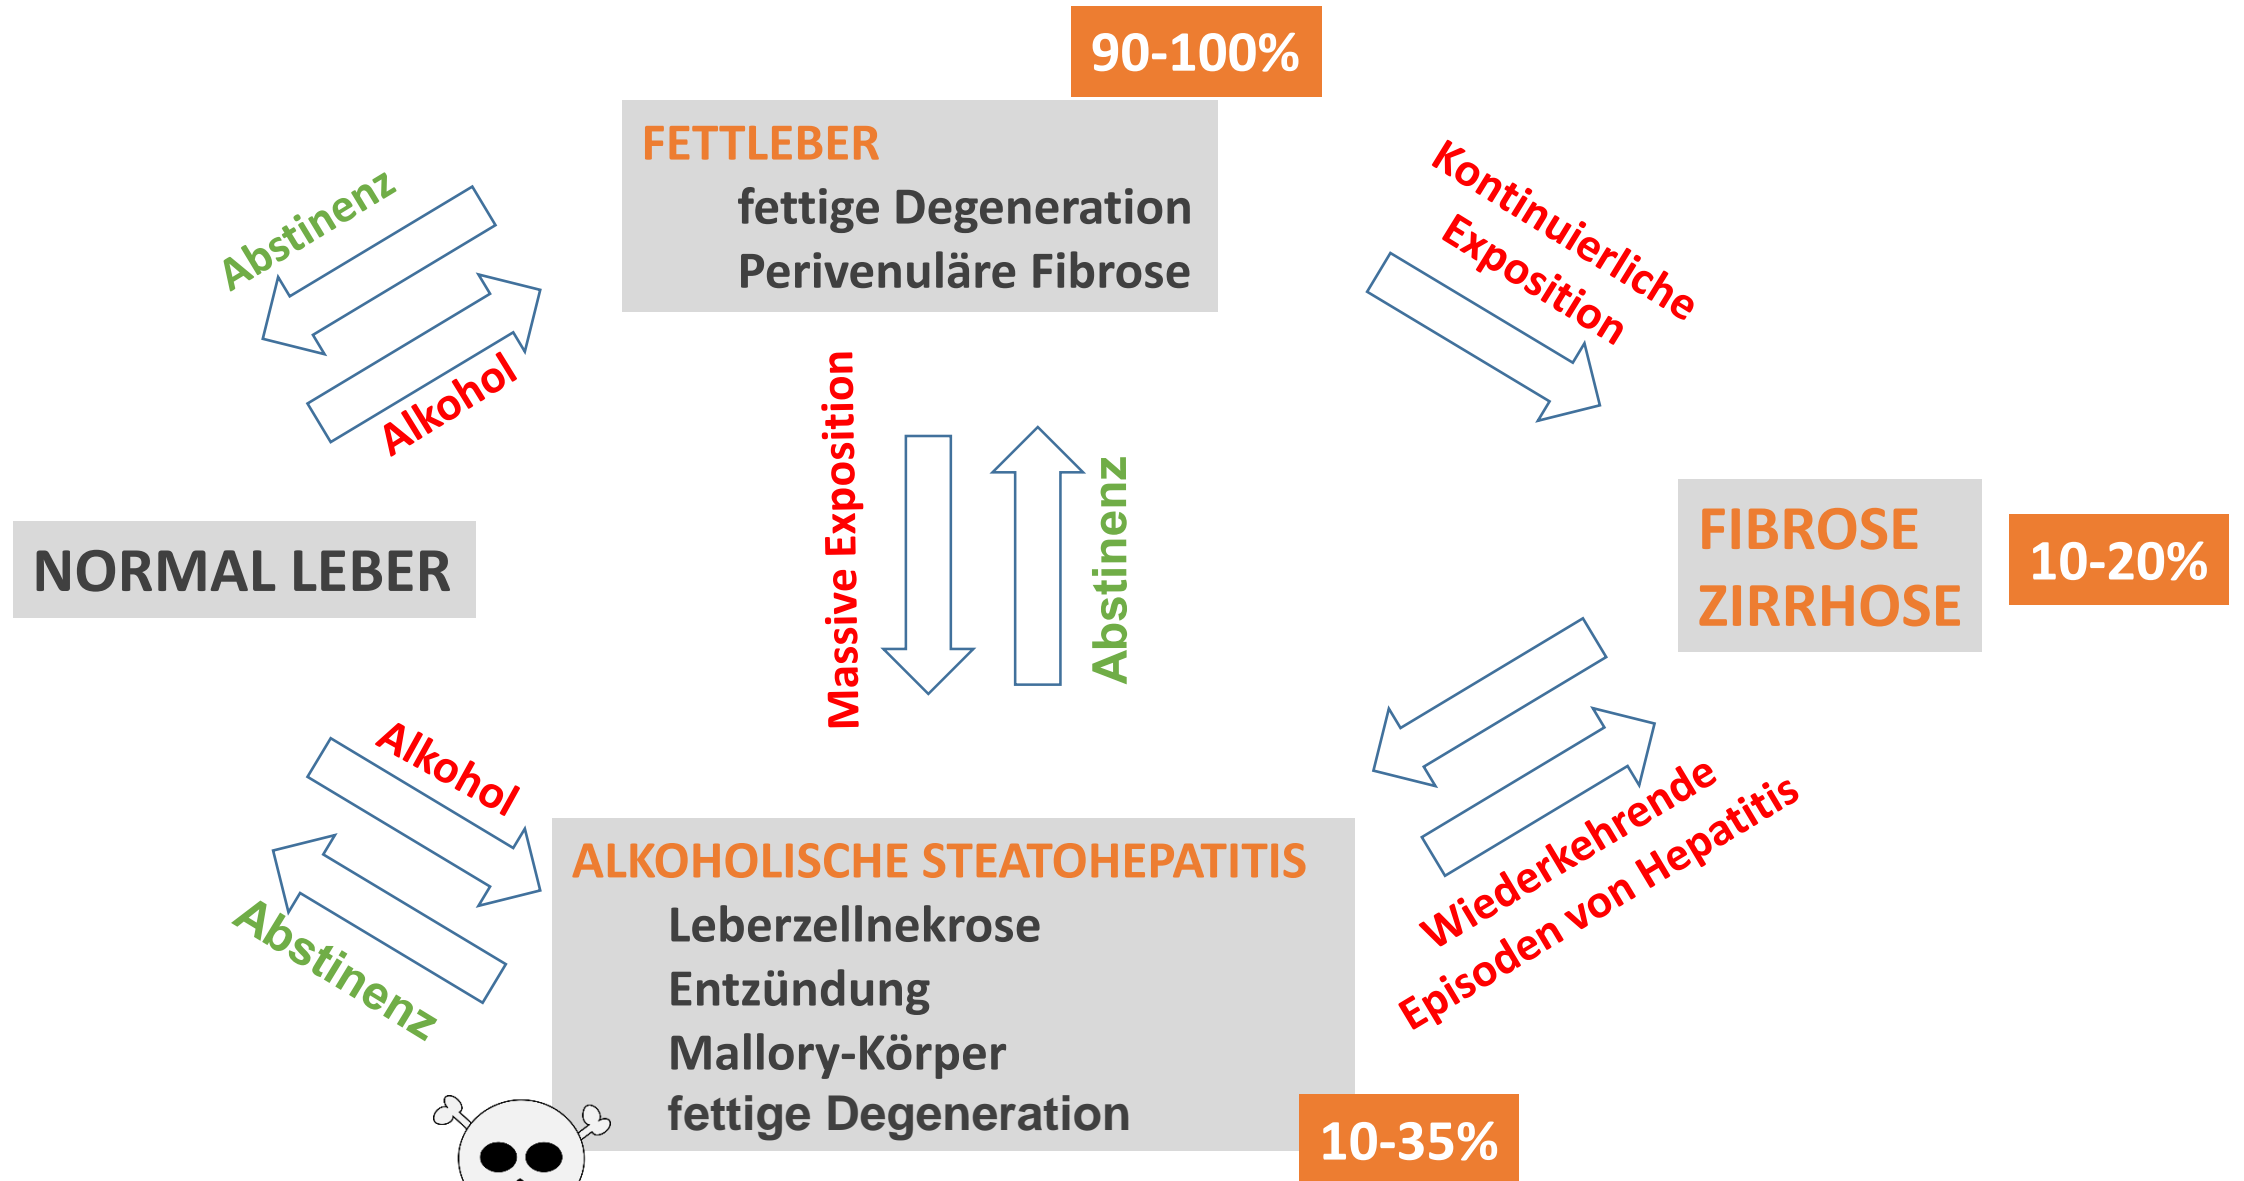 90-100%
FETTLEBER
fettige Degeneration
Perivenuläre Fibrose
Abstinenz
Alkohol
Kontinuierliche
Exposition
Massive Exposition
Abstinenz
NORMAL LEBER
FIBROSE
ZIRRHOSE
10-20%
Alkohol
Abstinenz
Wiederkehrende
Episoden von Hepatitis
ALKOHOLISCHE STEATOHEPATITIS
Leberzellnekrose
Entzündung
Mallory-Körper
fettige Degeneration
10-35%